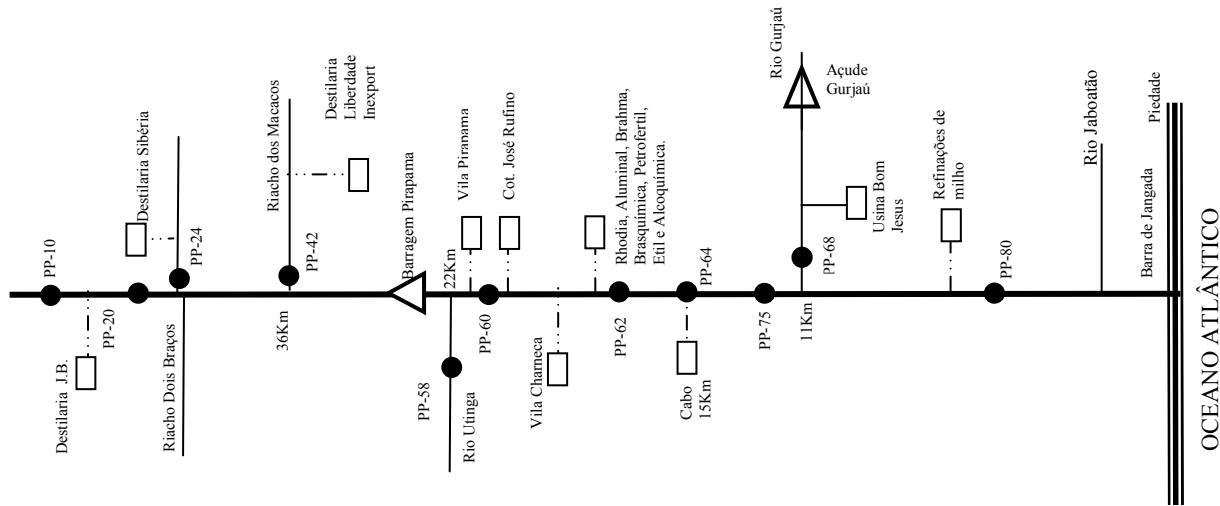 PP-10
Destilaria J.B.
PP-20
Destilaria Sibéria
PP-24
Riacho Dois Braços
Riacho dos Macacos
PP-42
36Km
Destilaria
Liberdade
Inexport
Barragem Pirapama
22Km
PP-58
Rio Utinga
Vila Piranama
PP-60
Cot. José Rufino
Vila Charneca
Rhodia, Aluminal, Brahma,
Brasquímica, Petrofertil,
Etil e Alcoquímica.
PP-62
PP-64
Cabo
15Km
PP-75
Rio Gurjaú
Açude
Gurjaú
PP-68
11Km
Usina Bom
Jesus
Refinações de
milho
PP-80
Rio Jaboatão
Barra de Jangada
Piedade
OCEANO ATLÂNTICO